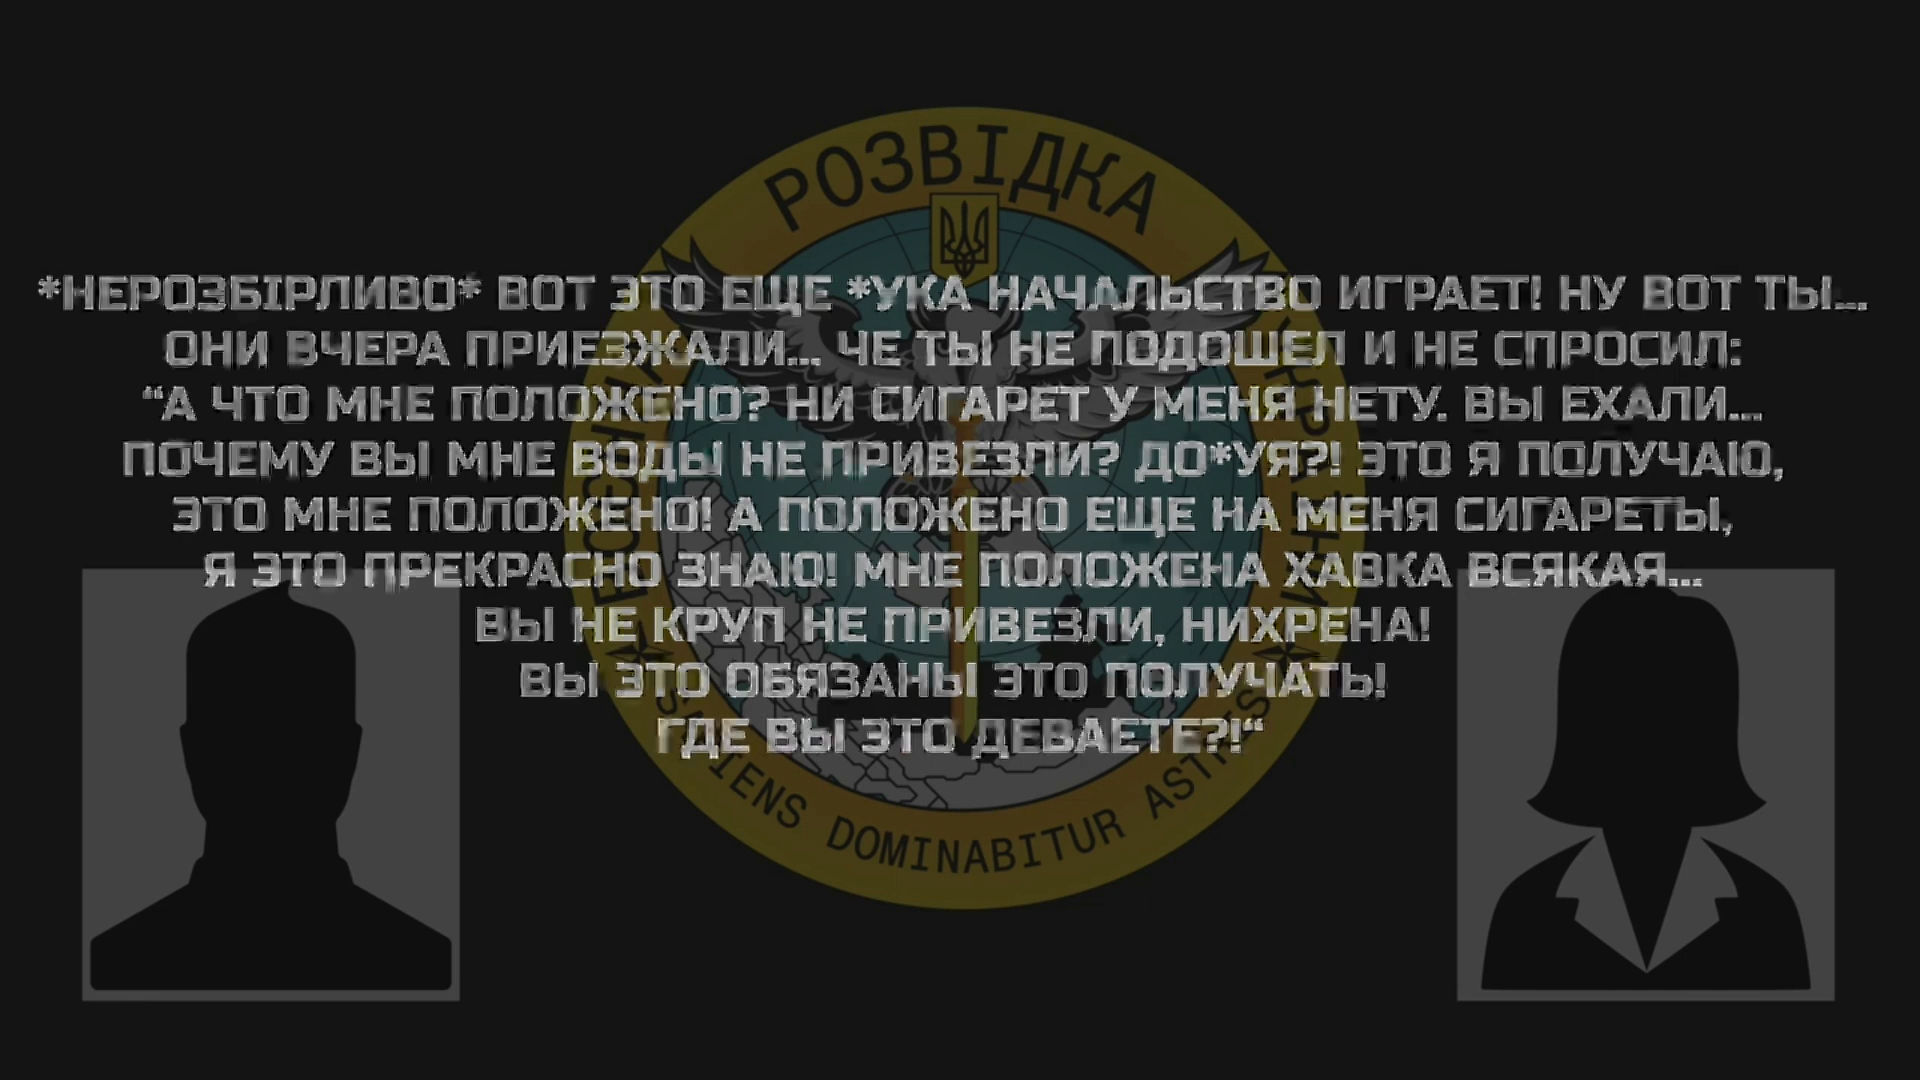 РОЗВІДКА
*НЕРОЗБІРЛИВО* ВОТ ЭТО ЕЩЕ *УКА НАЧАЛЬСТВО ИГРАЕТ! НУ ВОТ ТЫ...
ОНИ ВЧЕРА ПРИЕЗЖАЛИ... ЧЕ ТЫ НЕ ПОДОШЕЛ И НЕ СПРОСИЛ:
“А ЧТО МНЕ ПОЛОЖЕНО? НИ СИГАРЕТ У МЕНЯ НЕТУ. ВЫ ЕХАЛИ...
ПОЧЕМУ ВЫ МНЕ ВОДЫ НЕ ПРИВЕЗЛИ? ДО*УЯ?! ЭТО Я ПОЛУЧАЮ,
ЭТО МНЕ ПОЛОЖЕНО! А ПОЛОЖЕНО ЕЩЕ НА МЕНЯ СИГАРЕТЫ,
Я ЭТО ПРЕКРАСНО ЗНАЮ! МНЕ ПОЛОЖЕНА ХАВКА ВСЯКАЯ...
ВЫ НЕ КРУП НЕ ПРИВЕЗЛИ, НИХРЕНА!
ВЫ ЭТО ОБЯЗАНЫ ЭТО ПОЛУЧАТЬ!
ГДЕ ВЫ ЭТО ДЕВАЕТЕ?!“
SAPIENS DOMINABITUR ASTRIS